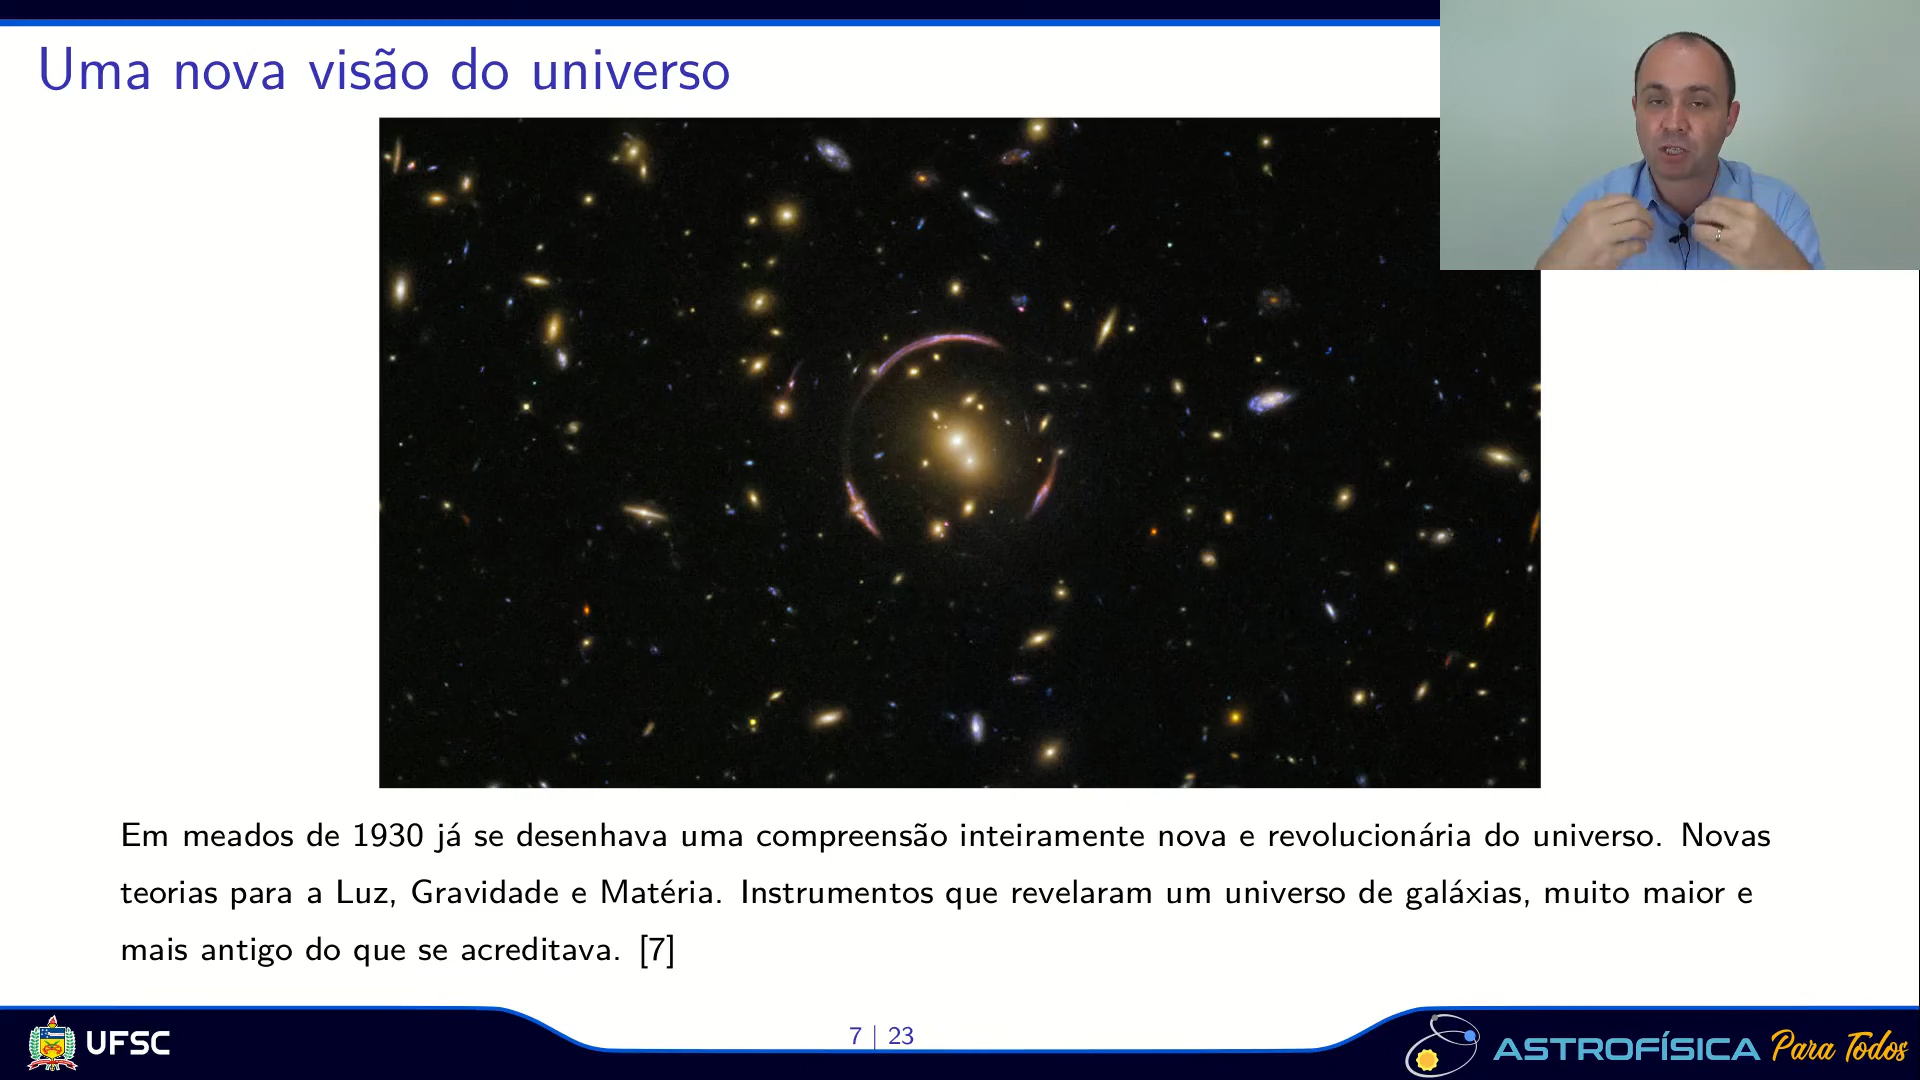 Uma nova visão do universo
Em meados de 1930 já se desenhava uma compreensão inteiramente nova e revolucionária do universo. Novas
teorias para a Luz, Gravidade e Matéria. Instrumentos que revelaram um universo de galáxias, muito maior e
mais antigo do que se acreditava. [7]
UFSC
7 | 23
ASTROFÍSICA Para Todos